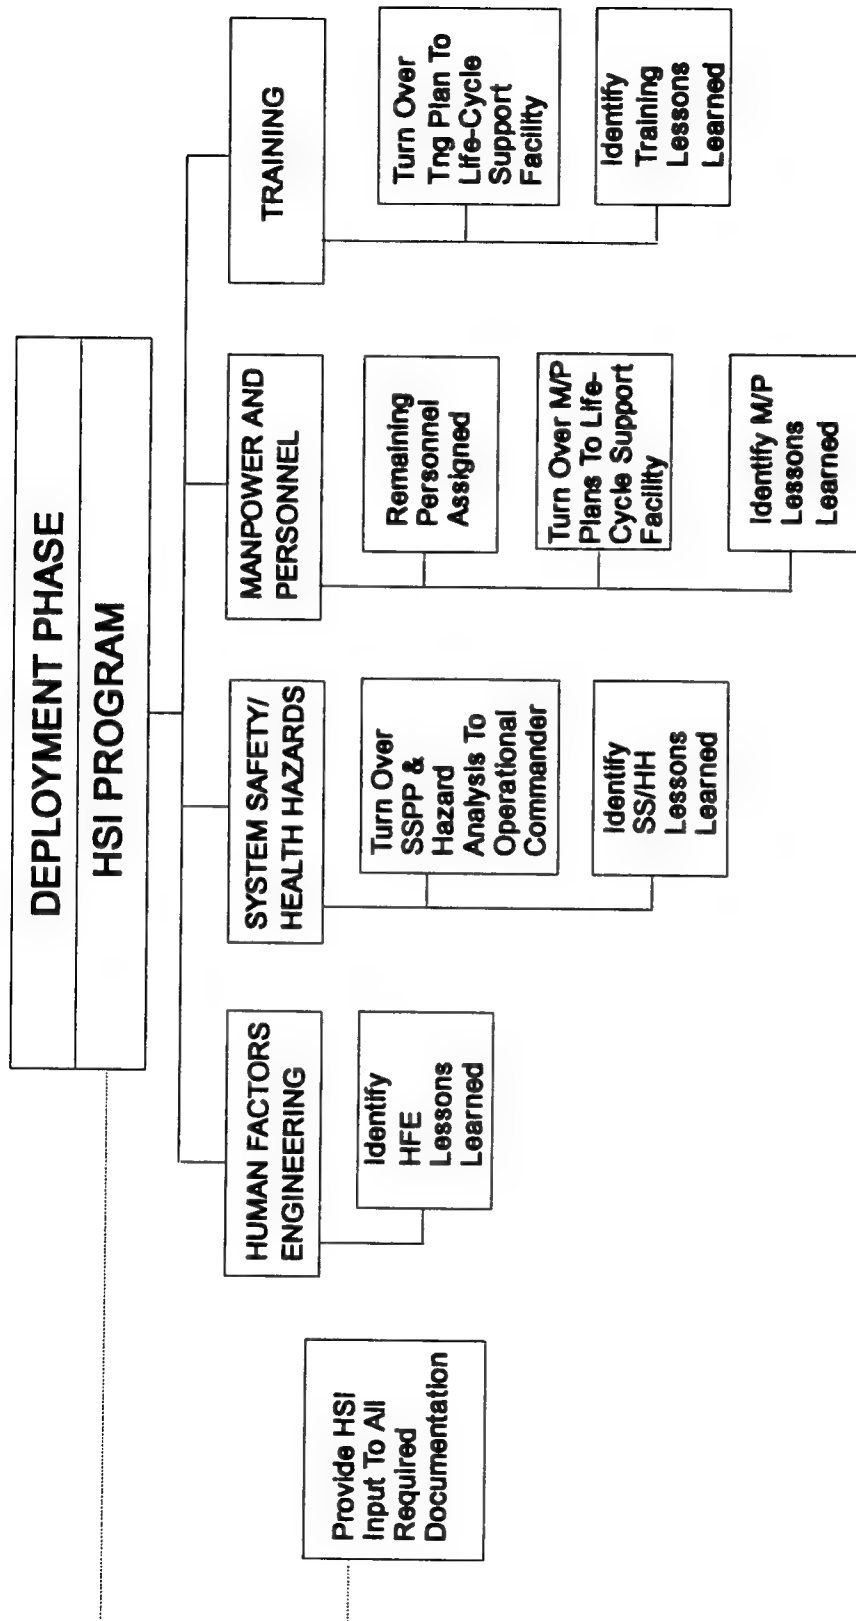 DEPLOYMENT PHASE
HSI PROGRAM
Provide HSI
Input To All
Required
Documentation
HUMAN FACTORS
ENGINEERING
Identify
HFE
Lessons
Learned
SYSTEM SAFETY/
HEALTH HAZARDS
Turn Over
SSPP &
Hazard
Analysis To
Operational
Commander
Identify
SS/HH
Lessons
Learned
MANPOWER AND
PERSONNEL
Remaining
Personnel
Assigned
Turn Over M/P
Plans To Life-
Cycle Support
Facility
Identify M/P
Lessons
Learned
TRAINING
Turn Over
Tng Plan To
Life-Cycle
Support
Facility
Identify
Training
Lessons
Learned